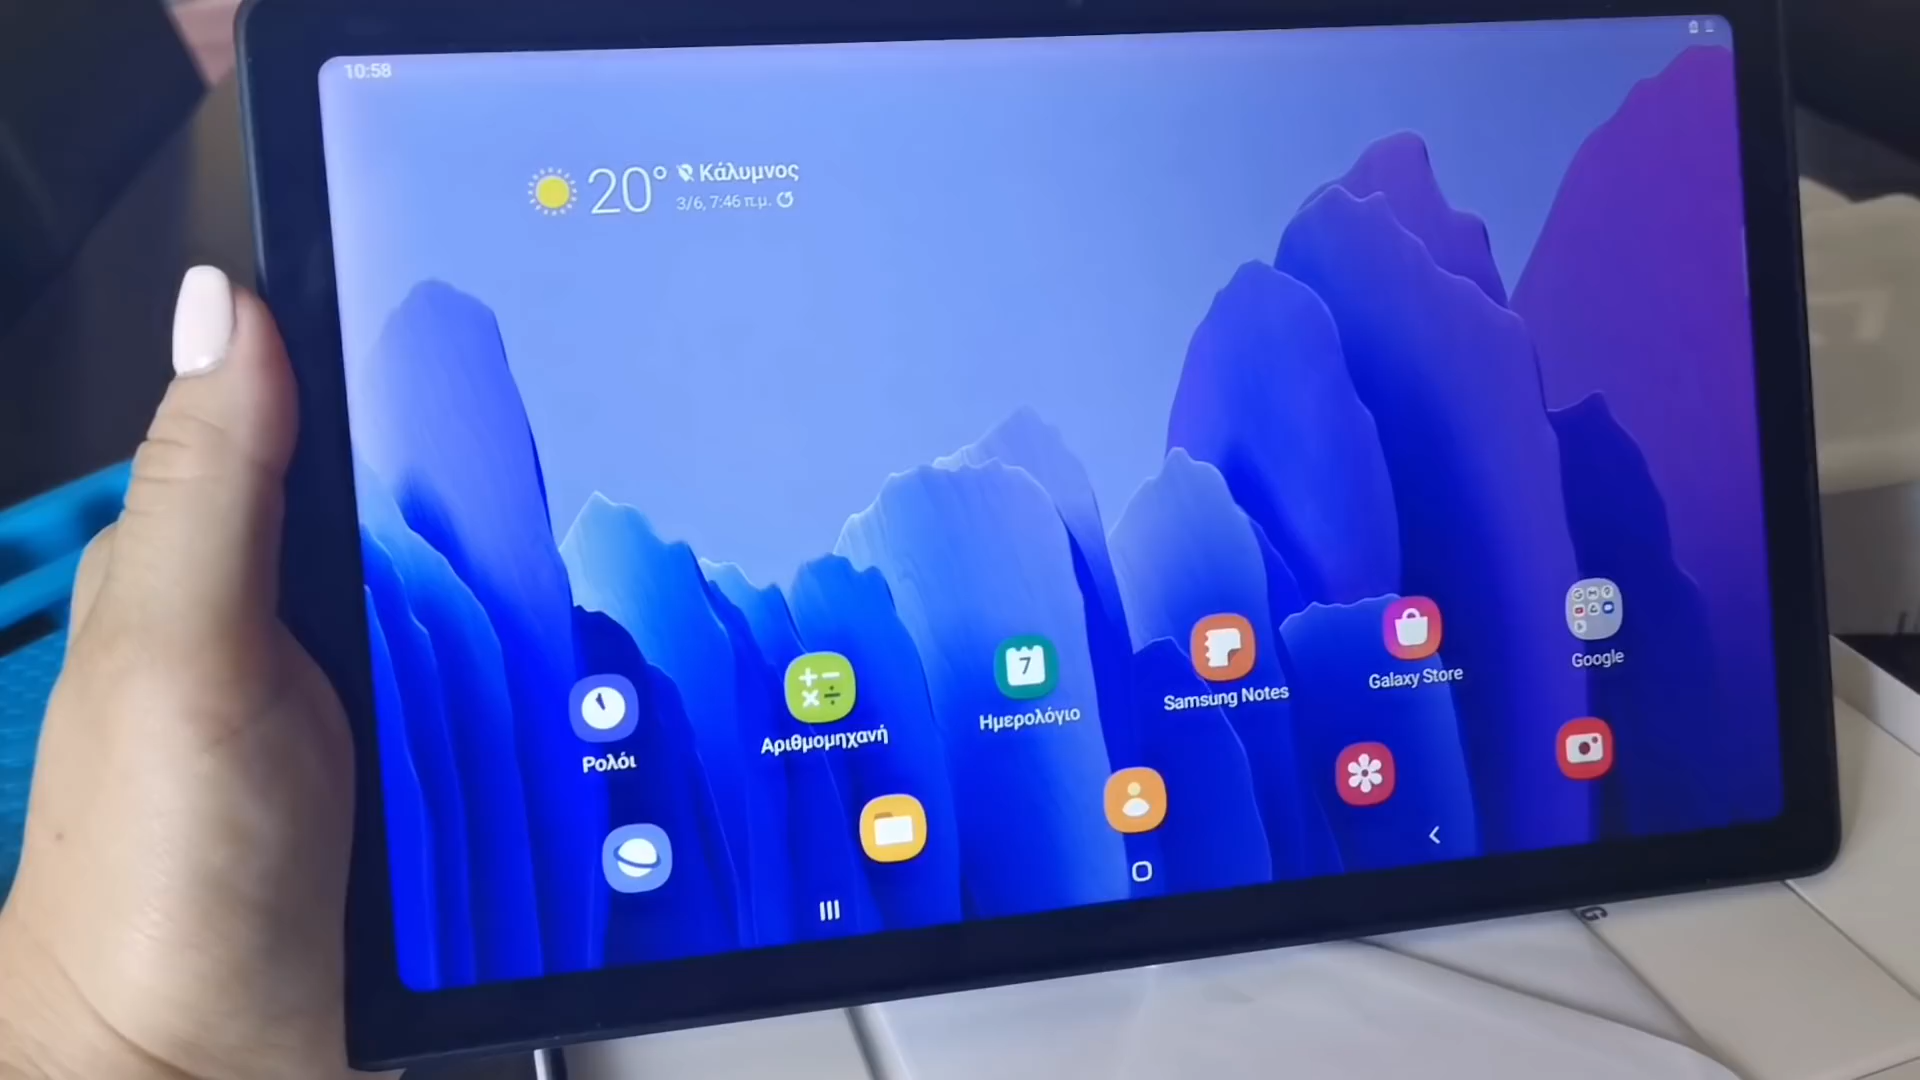 10:58
20° Κάλυμνος
3/6, 7:46 π.μ.
7
Ρολόι
Αριθμομηχανή
Ημερολόγιο
Samsung Notes
Galaxy Store
Google
G